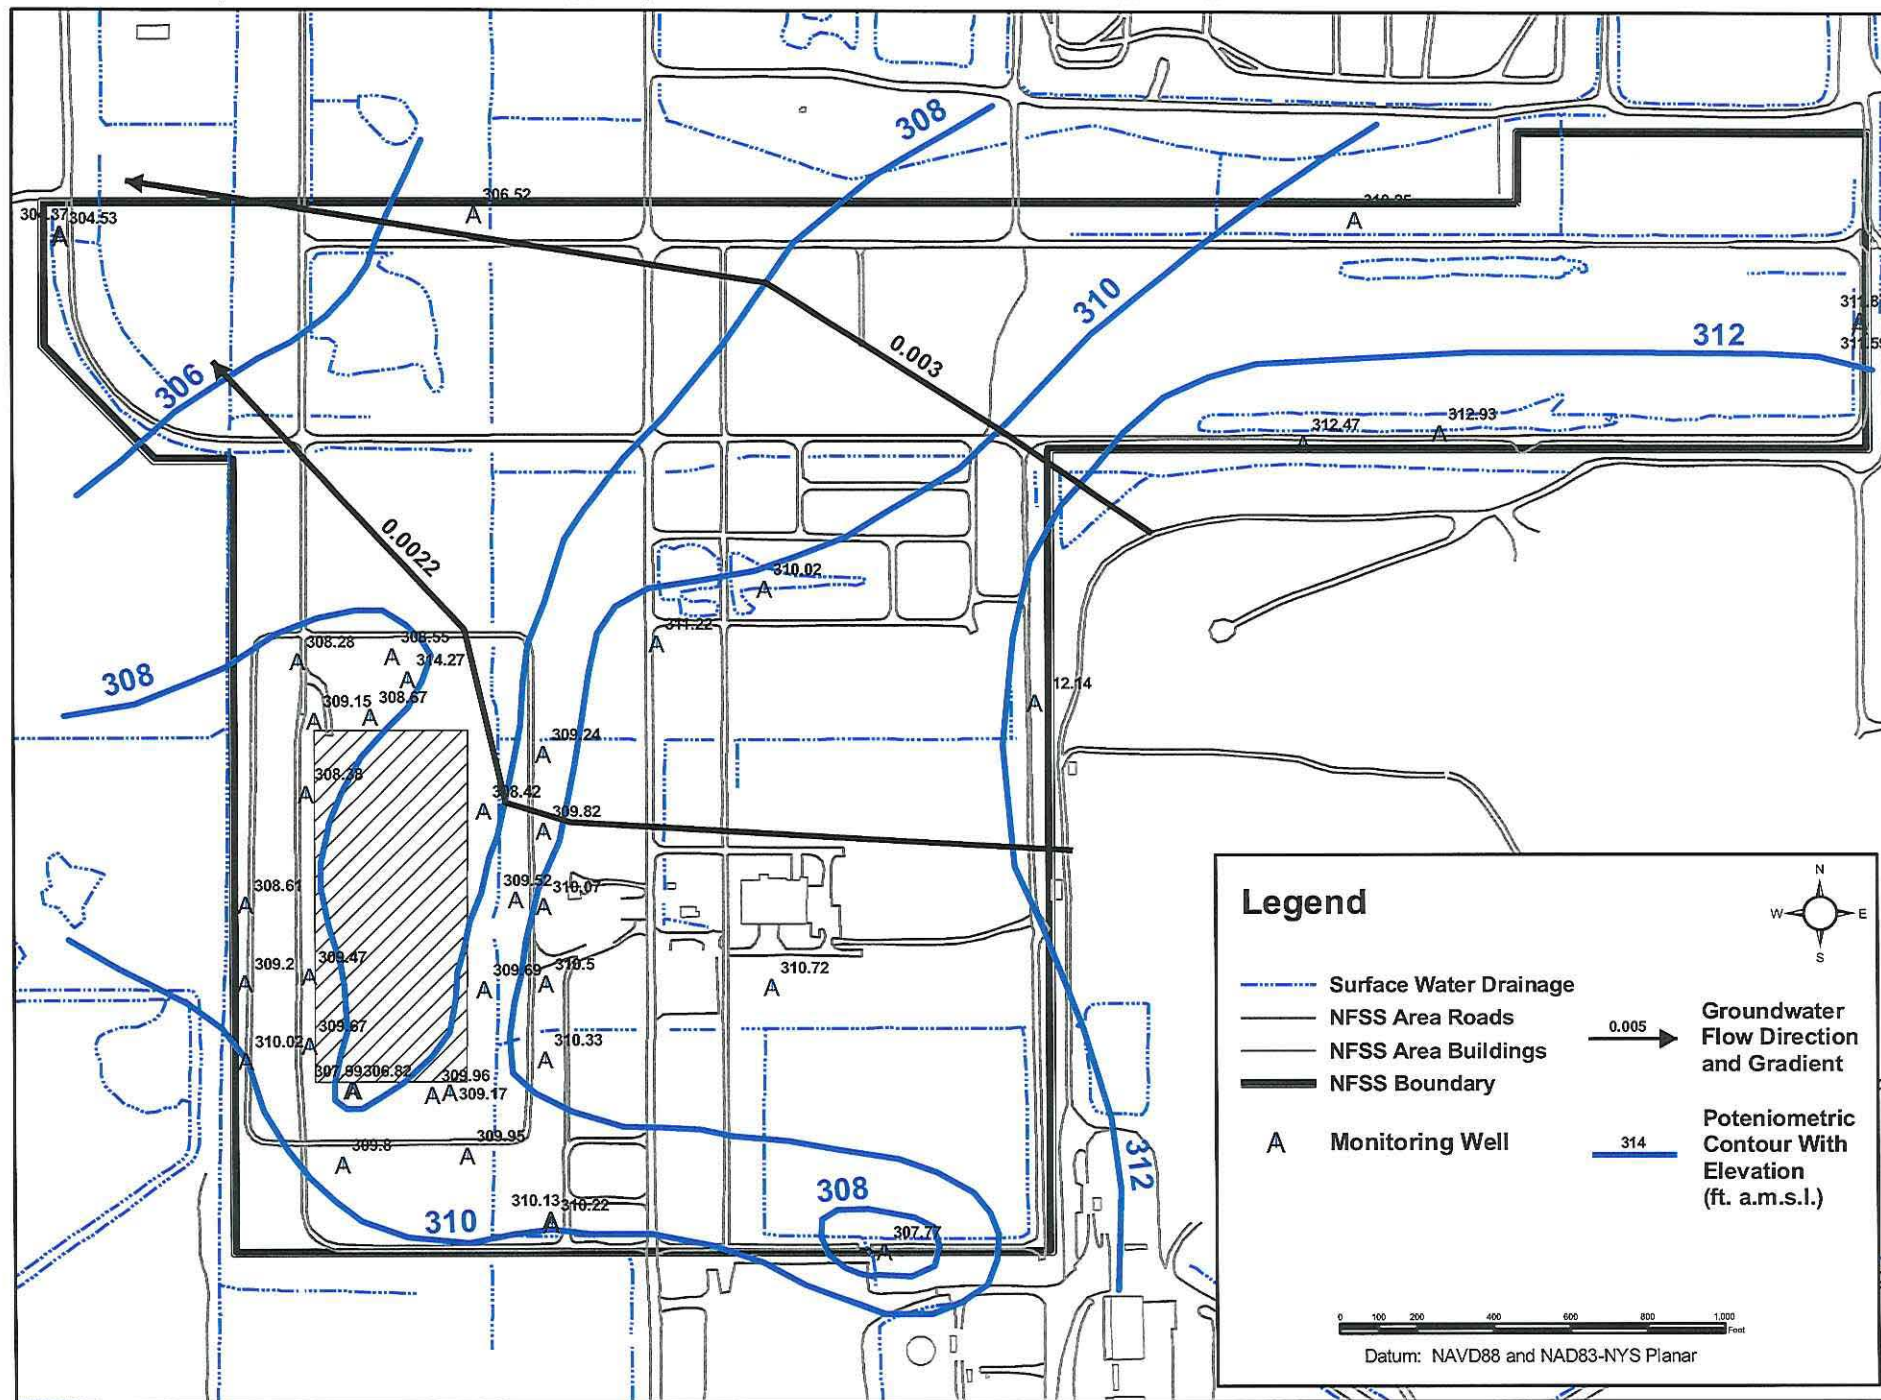 308
306.52
304.53
310
311.8
312
0.003
306
312.93
312.47
0.0022
310.02
311.22
308.28
308.55
314.27
308
309.15
308.67
12.14
309.24
308.38
308.42
309.82
308.61
309.52
310.07
309.2
309.47
309.69
310.5
310.72
309.67
310.02
310.33
307.99
306.82
309.96
309.17
309.8
309.95
312
308
310.13
310.22
310
307.77
Legend
N
W
E
S
Surface Water Drainage
NFSS Area Roads
NFSS Area Buildings
NFSS Boundary
Monitoring Well
0.005
Groundwater
Flow Direction
and Gradient
314
Poteniometric
Contour With
Elevation
(ft. a.m.s.l.)
0 100 200 400 600 800 1,000
Feet
Datum: NAVD88 and NAD83-NYS Planar